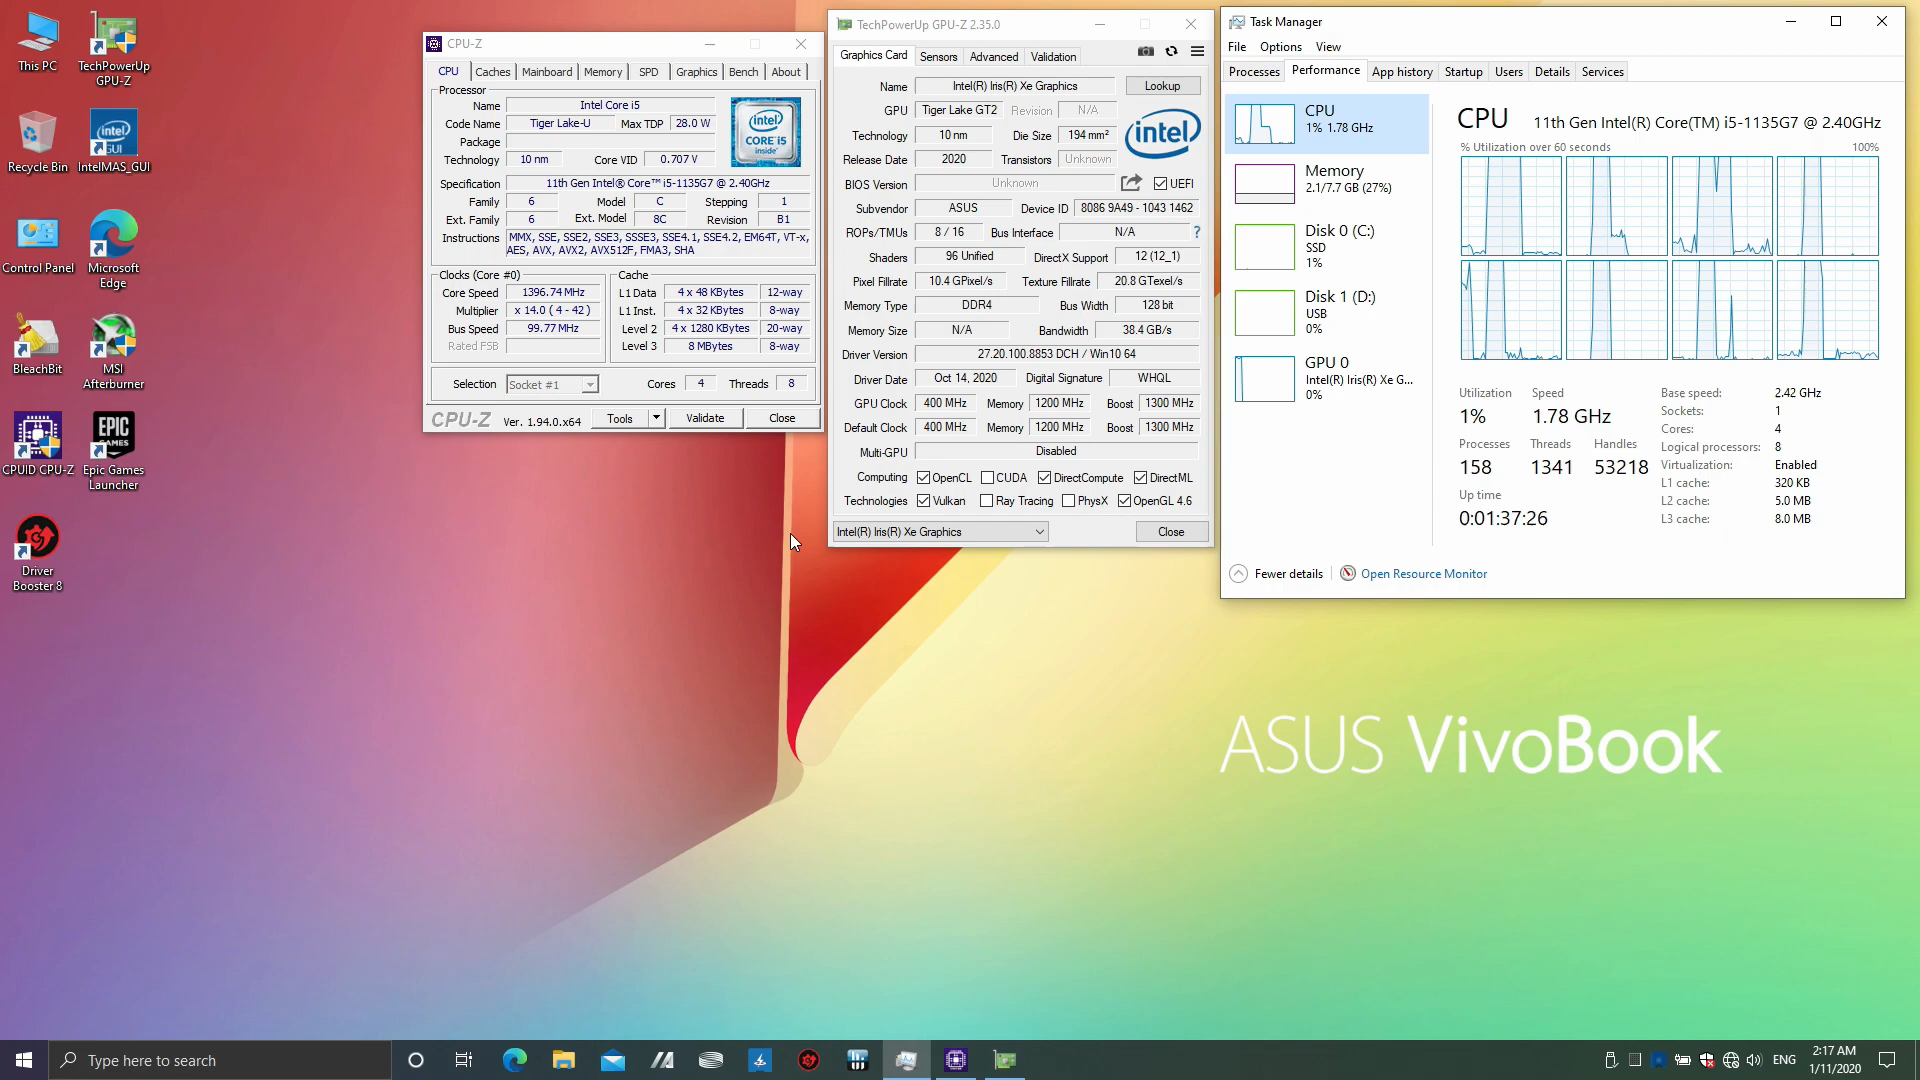 This PC
TechPowerUp
GPU-Z
Recycle Bin
IntelMAS_GUI
Control Panel
Microsoft
Edge
BleachBit
MSI
Afterburner
CPUID CPU-Z
EPIC
GAMES
Epic Games
Launcher
Driver
Booster 8
CPU-Z
CPU Caches Mainboard Memory SPD Graphics Bench About
Processor
Name Intel Core i5
Code Name Tiger Lake-U Max TDP 28.0 W
Package
Technology 10 nm Core VID 0.707 V
intel
CORE i5
inside
Specification 11th Gen Intel® Core™ i5-1135G7 @ 2.40GHz
Family 6 Model C Stepping 1
Ext. Family 6 Ext. Model 8C Revision B1
Instructions MMX, SSE, SSE2, SSE3, SSSE3, SSE4.1, SSE4.2, EM64T, VT-x,
AES, AVX, AVX2, AVX512F, FMA3, SHA
Clocks (Core #0) Cache
Core Speed 1396.74 MHz L1 Data 4 x 48 KBytes 12-way
Multiplier x 14.0 ( 4 - 42 ) L1 Inst. 4 x 32 KBytes 8-way
Bus Speed 99.77 MHz Level 2 4 x 1280 KBytes 20-way
Rated FSB Level 3 8 MBytes 8-way
Selection Socket #1 Cores 4 Threads 8
CPU-Z Ver. 1.94.0.x64 Tools Validate Close
TechPowerUp GPU-Z 2.35.0
Graphics Card Sensors Advanced Validation
Name Intel(R) Iris(R) Xe Graphics Lookup
GPU Tiger Lake GT2 Revision N/A
intel
Technology 10 nm Die Size 194 mm²
Release Date 2020 Transistors Unknown
BIOS Version Unknown UEFI
Subvendor ASUS Device ID 8086 9A49 - 1043 1462
ROPs/TMUs 8 / 16 Bus Interface N/A ?
Shaders 96 Unified DirectX Support 12 (12_1)
Pixel Fillrate 10.4 GPixel/s Texture Fillrate 20.8 GTexel/s
Memory Type DDR4 Bus Width 128 bit
Memory Size N/A Bandwidth 38.4 GB/s
Driver Version 27.20.100.8853 DCH / Win10 64
Driver Date Oct 14, 2020 Digital Signature WHQL
GPU Clock 400 MHz Memory 1200 MHz Boost 1300 MHz
Default Clock 400 MHz Memory 1200 MHz Boost 1300 MHz
Multi-GPU Disabled
Computing OpenCL CUDA DirectCompute DirectML
Technologies Vulkan Ray Tracing PhysX OpenGL 4.6
Intel(R) Iris(R) Xe Graphics Close
Task Manager
File Options View
Processes Performance App history Startup Users Details Services
CPU
1% 1.78 GHz
Memory
2.1/7.7 GB (27%)
Disk 0 (C:)
SSD
1%
Disk 1 (D:)
USB
0%
GPU 0
Intel(R) Iris(R) Xe G...
0%
CPU 11th Gen Intel(R) Core(TM) i5-1135G7 @ 2.40GHz
% Utilization over 60 seconds 100%
Utilization Speed
1% 1.78 GHz
Processes Threads Handles
158 1341 53218
Up time
0:01:37:26
Base speed: 2.42 GHz
Sockets: 1
Cores: 4
Logical processors: 8
Virtualization: Enabled
L1 cache: 320 KB
L2 cache: 5.0 MB
L3 cache: 8.0 MB
Fewer details Open Resource Monitor
ASUS VivoBook
Type here to search
ENG
2:17 AM
1/11/2020